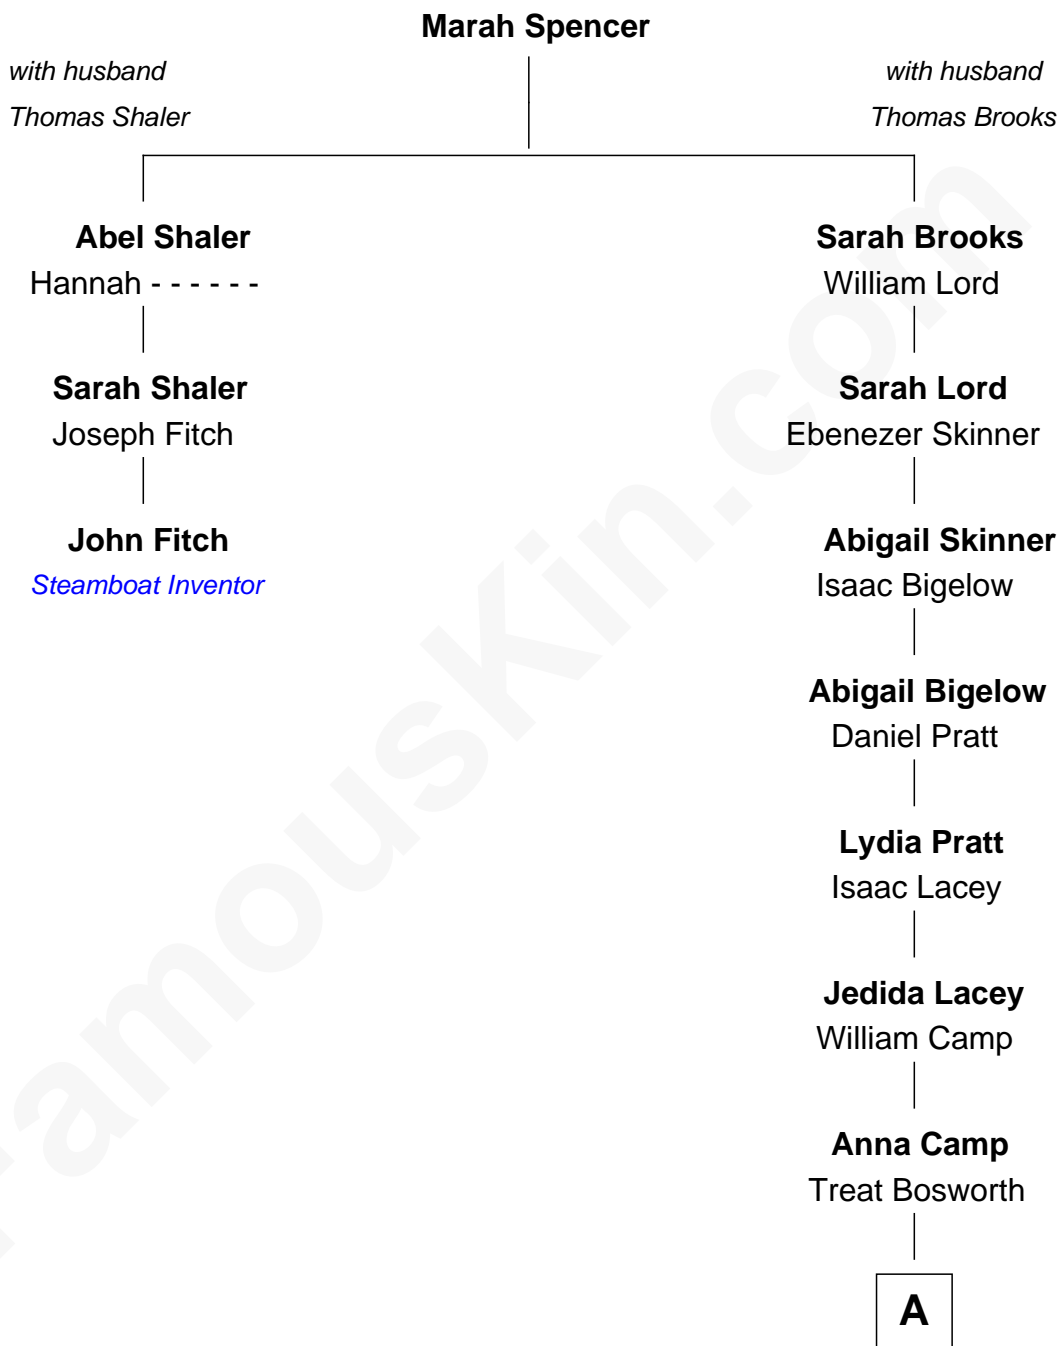 Marah Spencer
with husband
Thomas Shaler
with husband
Thomas Brooks
Abel Shaler
Hannah - - - - - -
Sarah Shaler
Joseph Fitch
John Fitch
Steamboat Inventor
Sarah Brooks
William Lord
Sarah Lord
Ebenezer Skinner
Abigail Skinner
Isaac Bigelow
Abigail Bigelow
Daniel Pratt
Lydia Pratt
Isaac Lacey
Jedida Lacey
William Camp
Anna Camp
Treat Bosworth
A
FamousKin.com